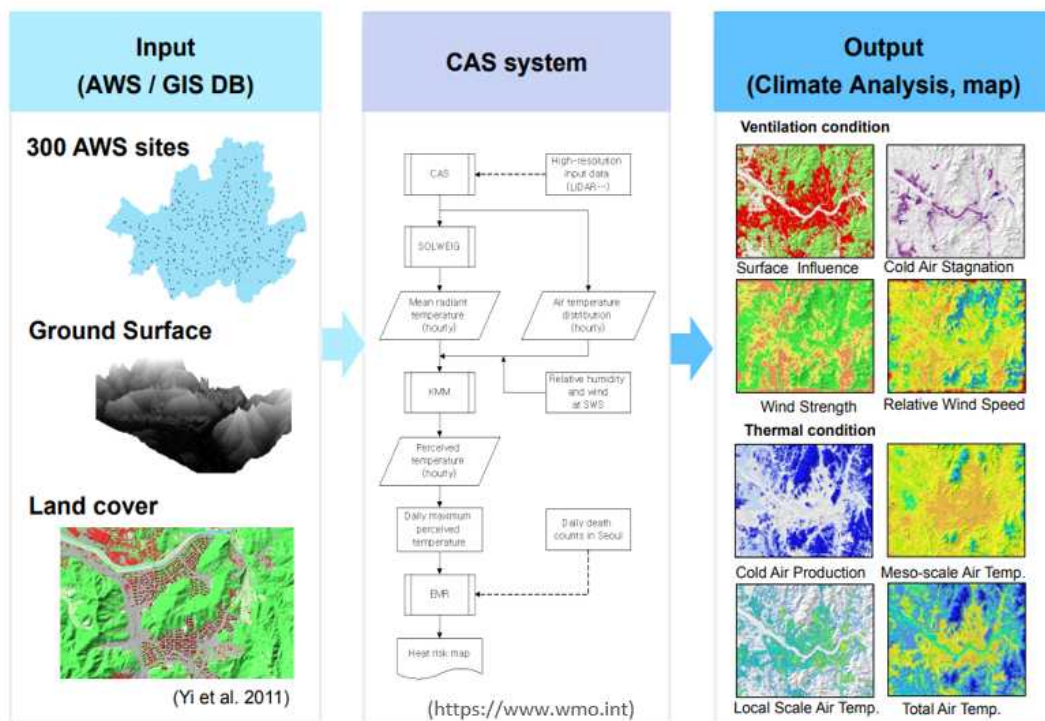 Input
(AWS / GIS DB)
300 AWS sites
Ground Surface
Land cover
(Yi et al. 2011)
CAS system
CAS
High-resolution
input data
(LIDAR…)
SOLWEIG
Mean radiant
temperature
(hourly)
Air temperature
distribution
(hourly)
KMM
Relative humidity
and wind
at SWS
Perceived
temperature
(hourly)
Daily maximum
perceived
temperature
Daily death
counts in Seoul
EMR
Heat risk map
(https://www.wmo.int)
Output
(Climate Analysis, map)
Ventilation condition
Surface Influence
Cold Air Stagnation
Wind Strength
Relative Wind Speed
Thermal condition
Cold Air Production
Meso-scale Air Temp.
Local Scale Air Temp.
Total Air Temp.